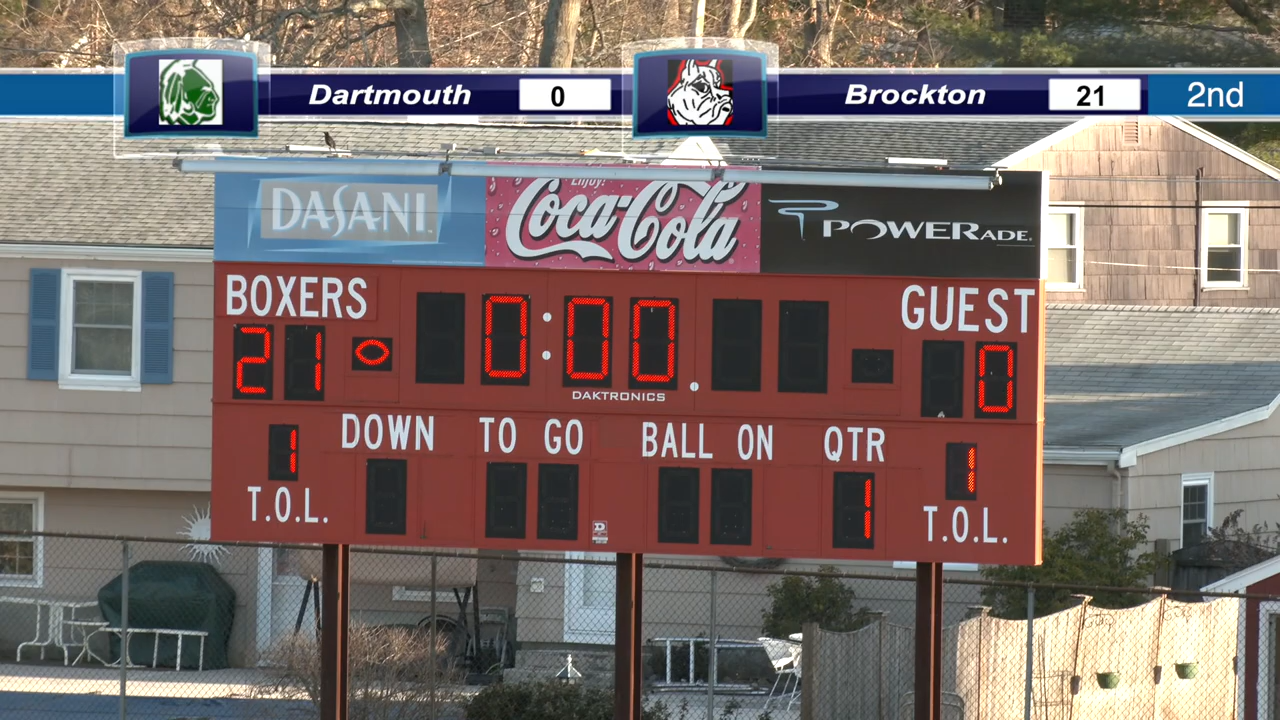 Dartmouth 0 Brockton 21 2nd
DASANI
Enjoy!
Coca-Cola
POWERADE
BOXERS 0:00 GUEST
21 0
DAKTRONICS
DOWN TO GO BALL ON QTR
1 1 1
T.O.L. T.O.L.